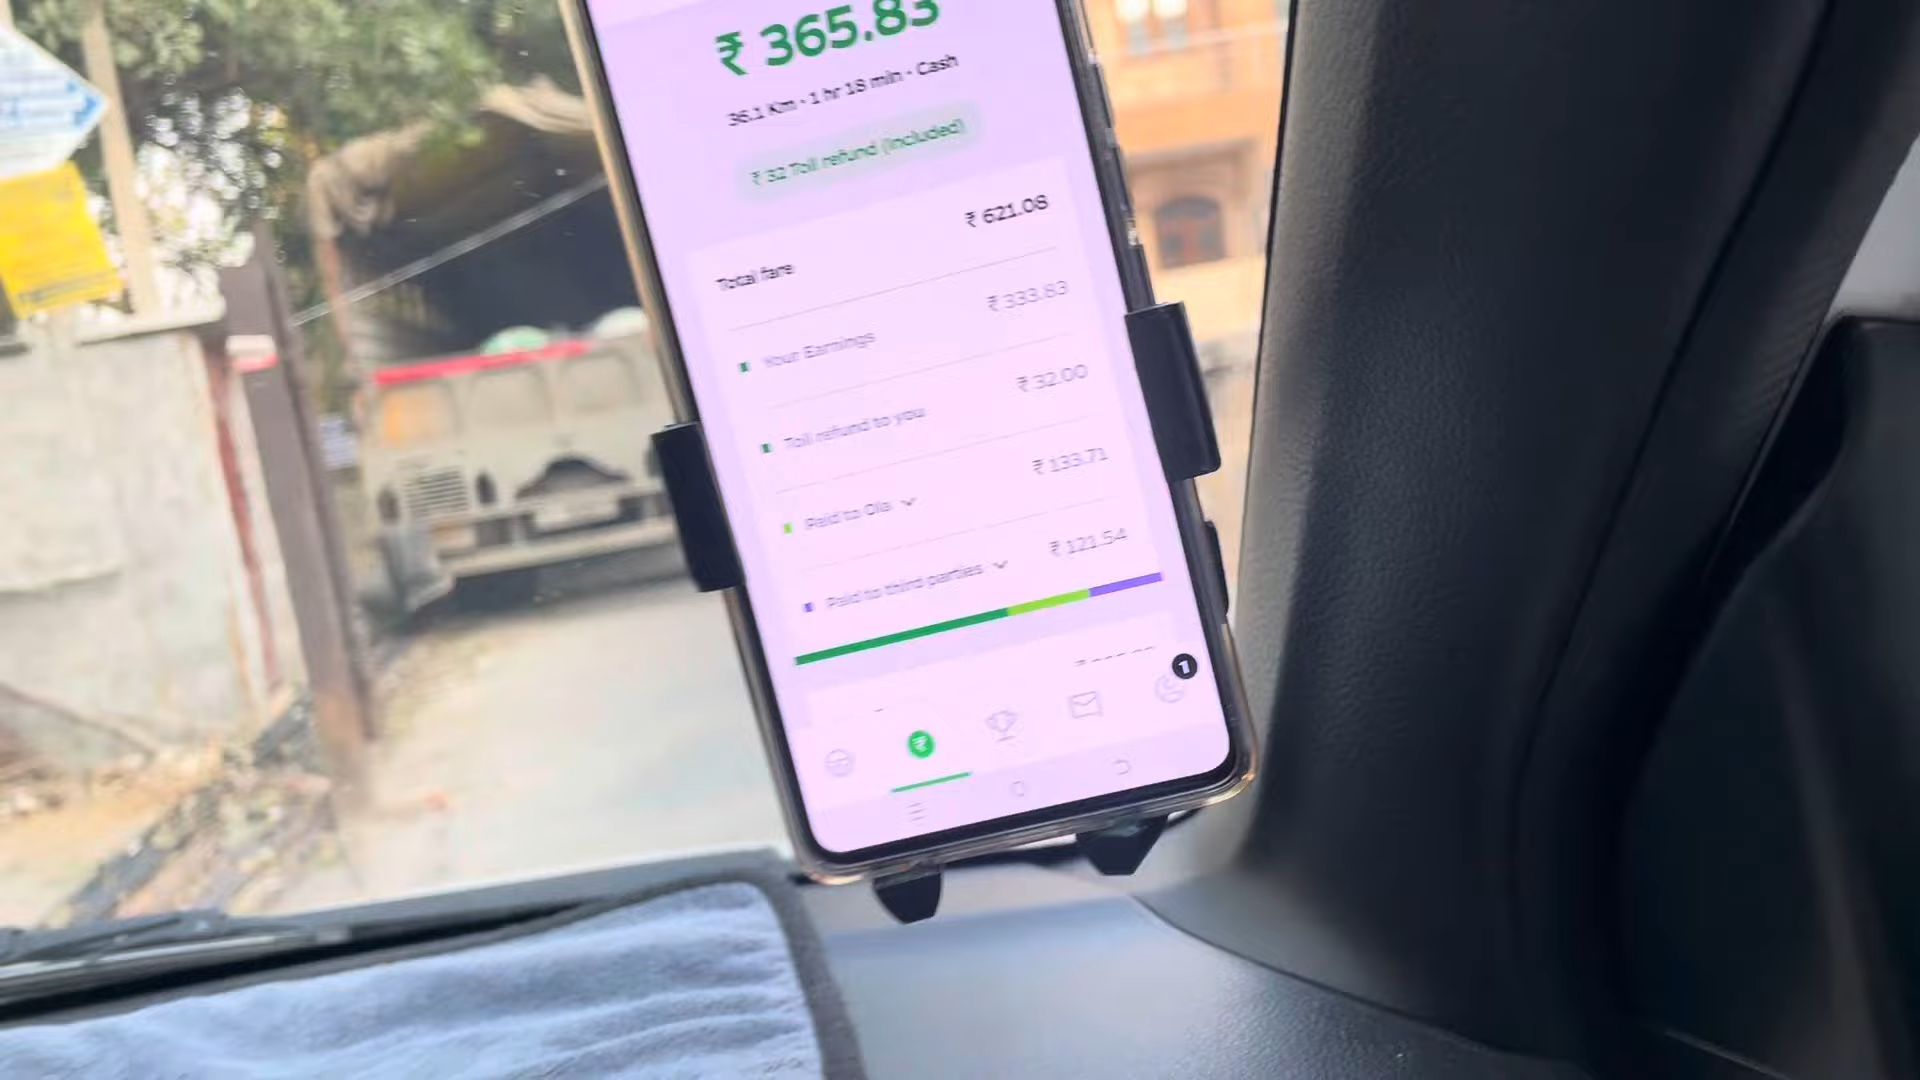 ₹ 365.83
36.1 Km · 1 hr 18 min · Cash
₹ 32 Toll refund (included)
Total fare ₹ 621.08
Your Earnings ₹ 333.83
Toll refund to you ₹ 32.00
Paid to Ola ₹ 133.71
Paid to third parties ₹ 121.54
1
₹